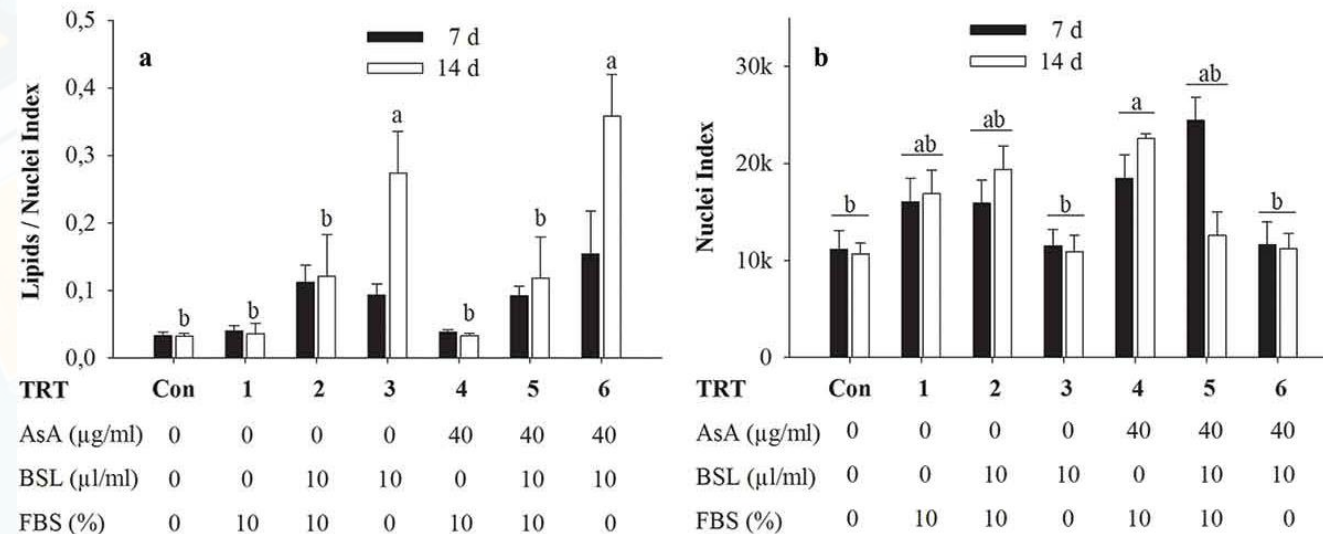 a
7 d
14 d
Lipids / Nuclei Index
0,5
0,4
0,3
0,2
0,1
0,0
b b b a b b a
TRT Con 1 2 3 4 5 6
AsA (µg/ml) 0 0 0 0 40 40 40
BSL (µl/ml) 0 0 10 10 0 10 10
FBS (%) 0 10 10 0 10 10 0
b
7 d
14 d
Nuclei Index
30k
20k
10k
0
b ab ab b a ab b
TRT Con 1 2 3 4 5 6
AsA (µg/ml) 0 0 0 0 40 40 40
BSL (µl/ml) 0 0 10 10 0 10 10
FBS (%) 0 10 10 0 10 10 0